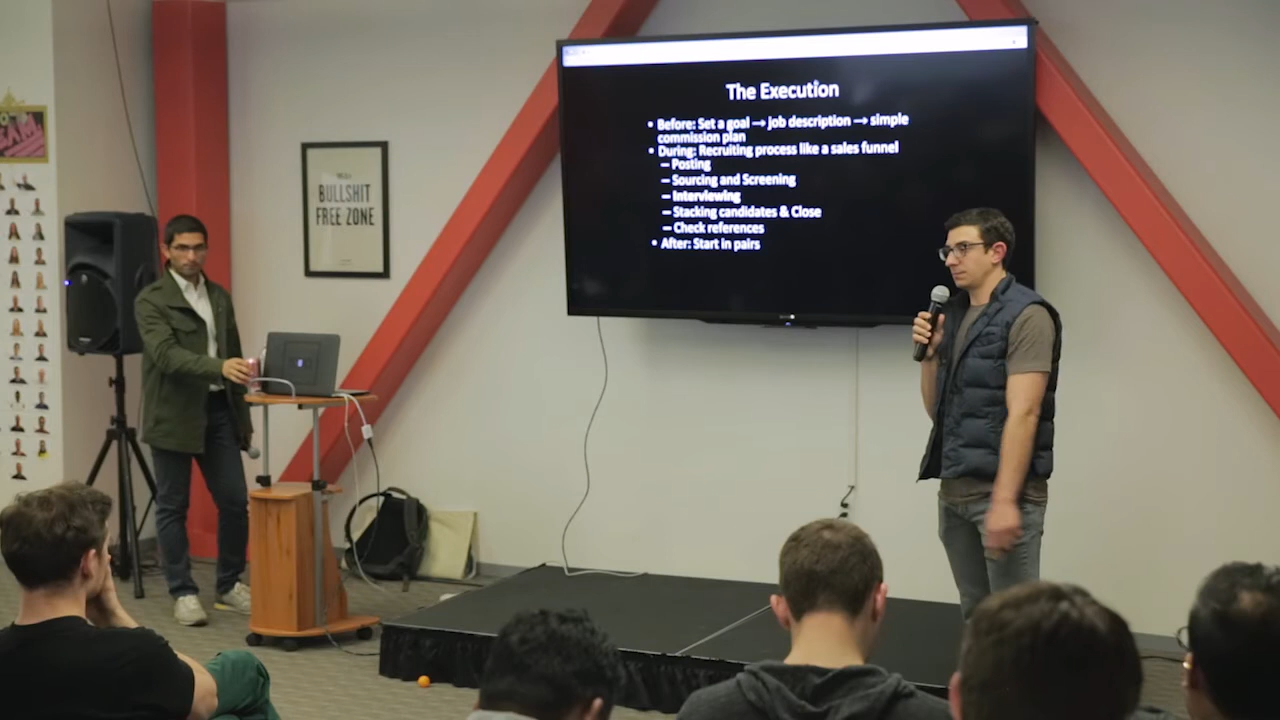 The Execution
• Before: Set a goal → job description → simple
commission plan
• During: Recruiting process like a sales funnel
– Posting
– Sourcing and Screening
– Interviewing
– Stacking candidates & Close
– Check references
• After: Start in pairs
BULLSHIT
FREE ZONE